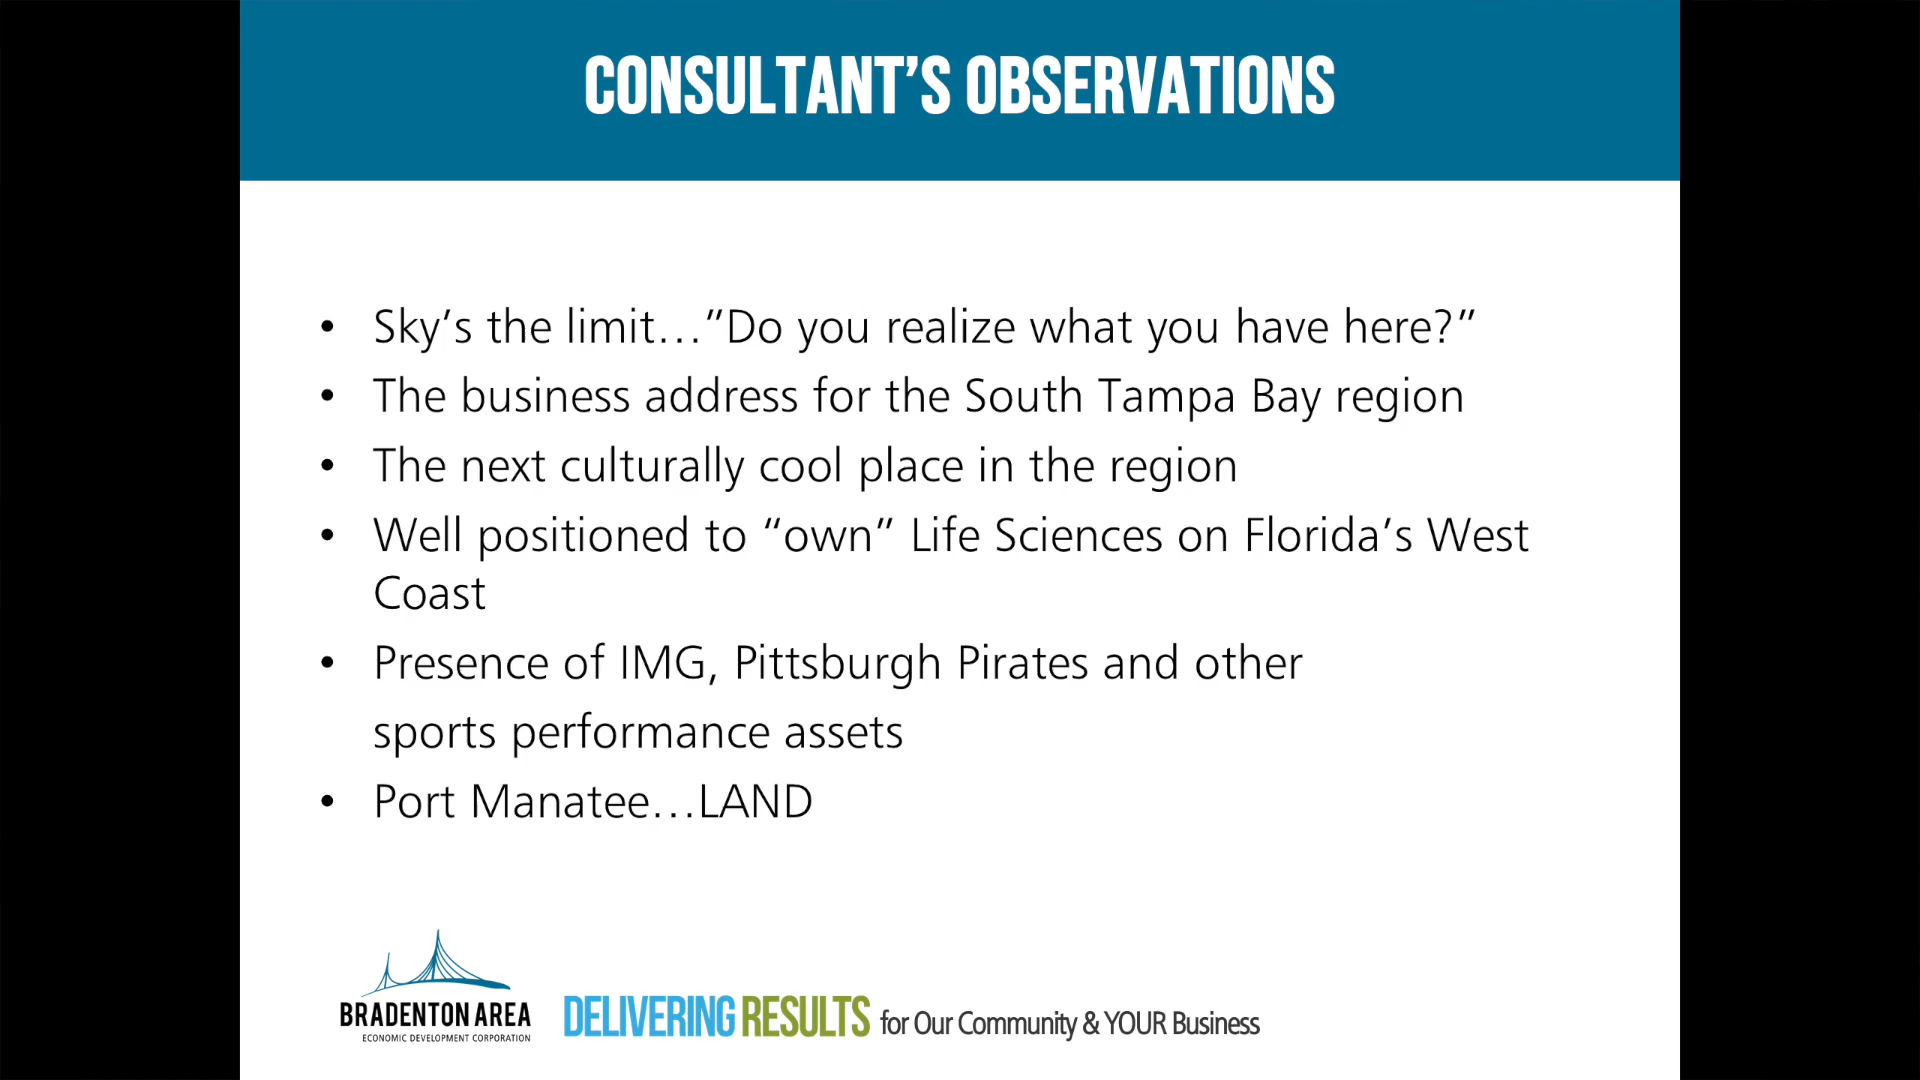 CONSULTANT’S OBSERVATIONS
• Sky’s the limit…”Do you realize what you have here?”
• The business address for the South Tampa Bay region
• The next culturally cool place in the region
• Well positioned to “own” Life Sciences on Florida’s West
Coast
• Presence of IMG, Pittsburgh Pirates and other
sports performance assets
• Port Manatee…LAND
BRADENTON AREA
ECONOMIC DEVELOPMENT CORPORATION
DELIVERING RESULTS for Our Community & YOUR Business